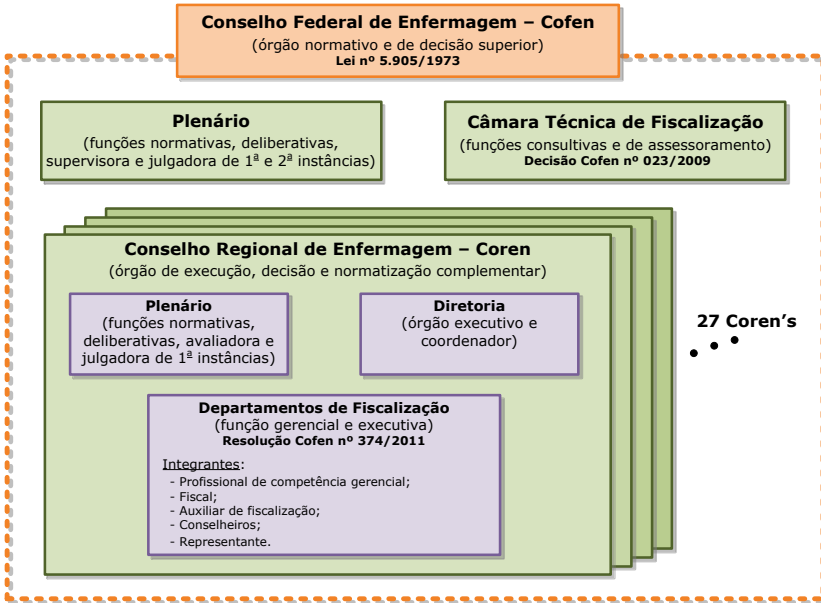 Conselho Federal de Enfermagem – Cofen
(órgão normativo e de decisão superior)
Lei nº 5.905/1973
Plenário
(funções normativas, deliberativas,
supervisora e julgadora de 1ª e 2ª instâncias)
Câmara Técnica de Fiscalização
(funções consultivas e de assessoramento)
Decisão Cofen nº 023/2009
Conselho Regional de Enfermagem – Coren
(órgão de execução, decisão e normatização complementar)
Plenário
(funções normativas,
deliberativas, avaliadora e
julgadora de 1ª instâncias)
Diretoria
(órgão executivo e
coordenador)
27 Coren's
Departamentos de Fiscalização
(função gerencial e executiva)
Resolução Cofen nº 374/2011
Integrantes:
- Profissional de competência gerencial;
- Fiscal;
- Auxiliar de fiscalização;
- Conselheiros;
- Representante.